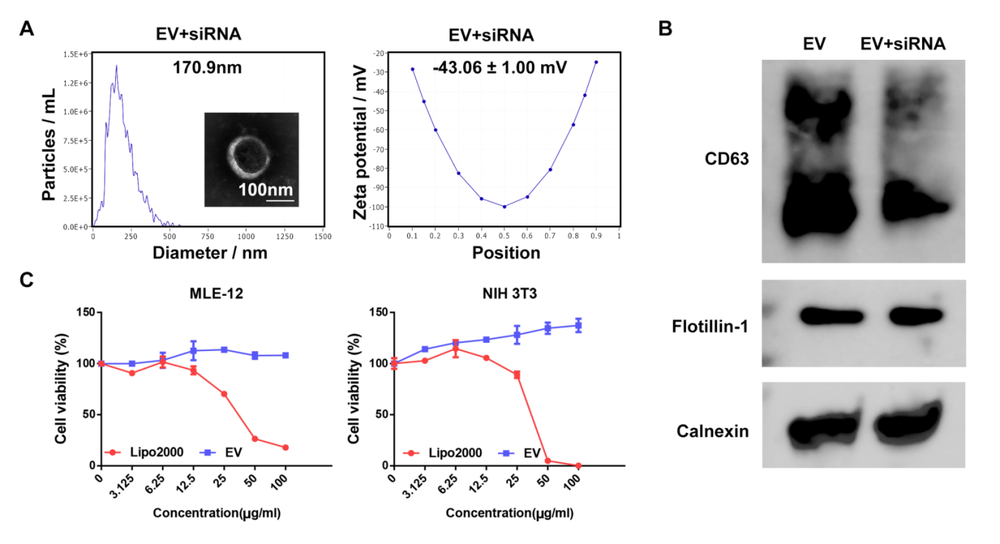 A
EV+siRNA
170.9nm
Particles / mL
1.5E+6
1.2E+6
1.0E+6
7.5E+5
5.0E+5
2.5E+5
0.0E+0
100nm
0 250 500 750 1000 1250 1500
Diameter / nm
EV+siRNA
-43.06 ± 1.00 mV
Zeta potential / mV
-20
-30
-40
-50
-60
-70
-80
-90
-100
-110
0 0.1 0.2 0.3 0.4 0.5 0.6 0.7 0.8 0.9 1
Position
B
EV EV+siRNA
CD63
Flotillin-1
Calnexin
C
MLE-12
Cell viability (%)
150
100
50
0
Lipo2000 EV
0 3.125 6.25 12.5 25 50 100
Concentration(μg/ml)
NIH 3T3
Cell viability (%)
150
100
50
0
Lipo2000 EV
0 3.125 6.25 12.5 25 50 100
Concentration(μg/ml)